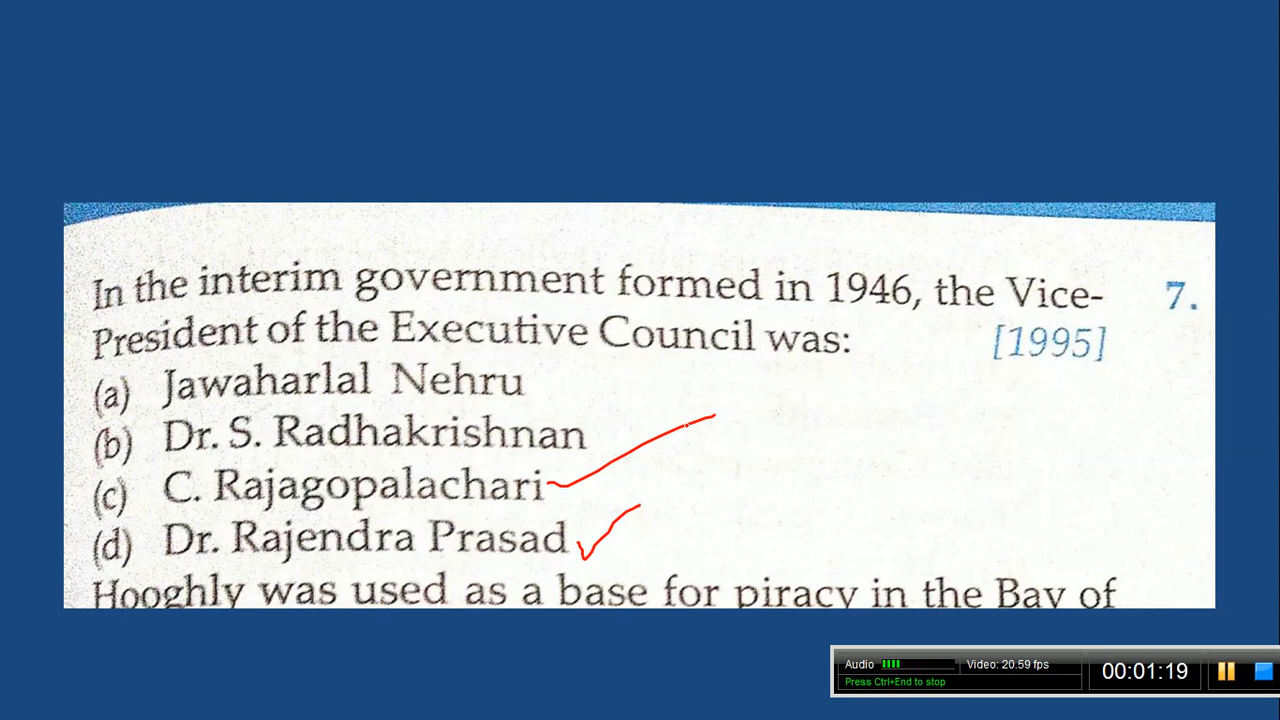 In the interim government formed in 1946, the Vice-
7.
President of the Executive Council was:
[1995]
(a) Jawaharlal Nehru
(b) Dr. S. Radhakrishnan
(c) C. Rajagopalachari
(d) Dr. Rajendra Prasad
Hooghly was used as a base for piracy in the Bay of
Audio
Video: 20.59 fps
00:01:19
Press Ctrl+End to stop